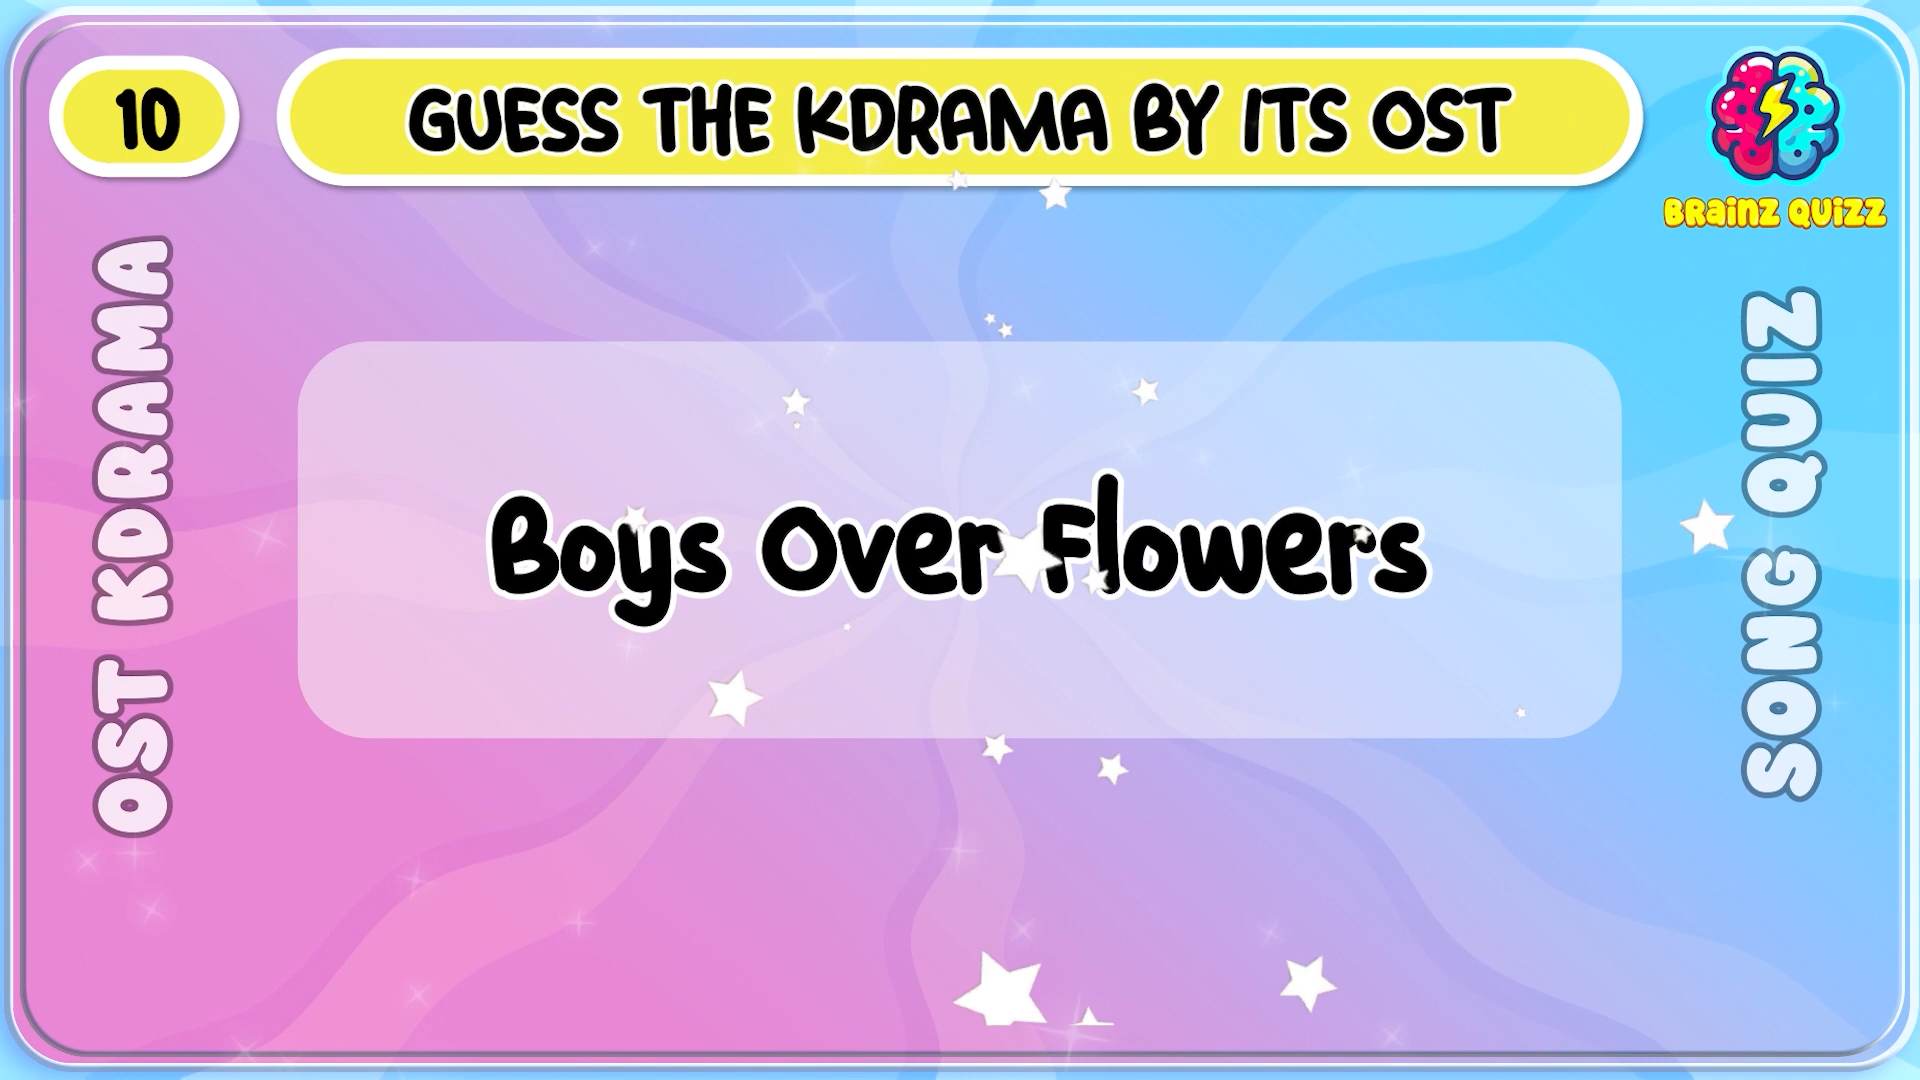 10
GUESS THE KDRAMA BY ITS OST
BRAiNZ QUiZZ
OST KDRAMA
Boys Over Flowers
SONG QUIZ